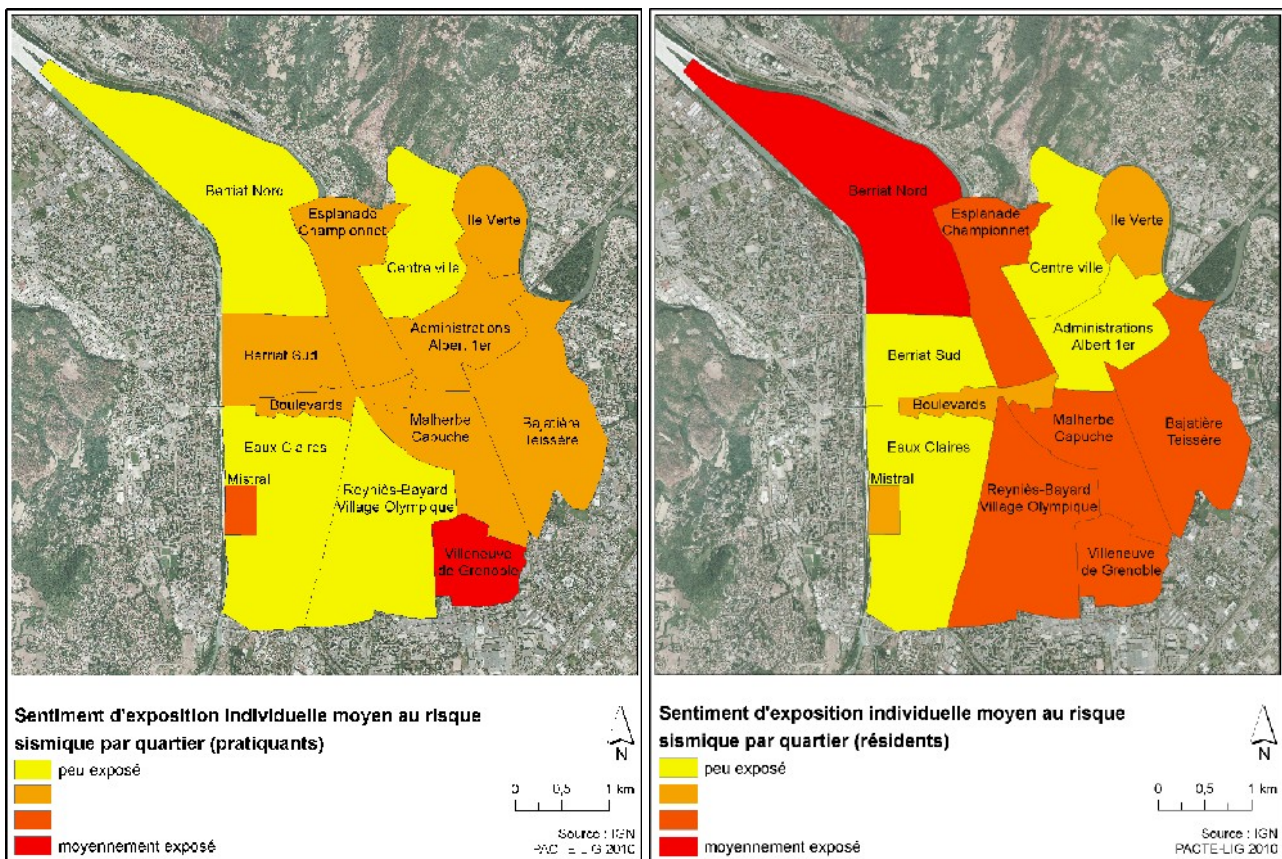 Berriat Nord
Esplanade
Championnet
Ile Verte
Centre ville
Administrations
Albert 1er
Berriat Sud
Boulevards
Malherbe
Capuche
Bajatière
Teissère
Eaux Claires
Mistral
Reyniès-Bayard
Village Olympique
Villeneuve
de Grenoble
Sentiment d'exposition individuelle moyen au risque
sismique par quartier (pratiquants)
peu exposé
moyennement exposé
N
0 0,5 1 km
Source : IGN
PACTE-LIG 2010
Berriat Nord
Esplanade
Championnet
Ile Verte
Centre ville
Administrations
Albert 1er
Berriat Sud
Boulevards
Malherbe
Capuche
Bajatière
Teissère
Eaux Claires
Mistral
Reyniès-Bayard
Village Olympique
Villeneuve
de Grenoble
Sentiment d'exposition individuelle moyen au risque
sismique par quartier (résidents)
peu exposé
moyennement exposé
N
0 0,5 1 km
Source : IGN
PACTE-LIG 2010